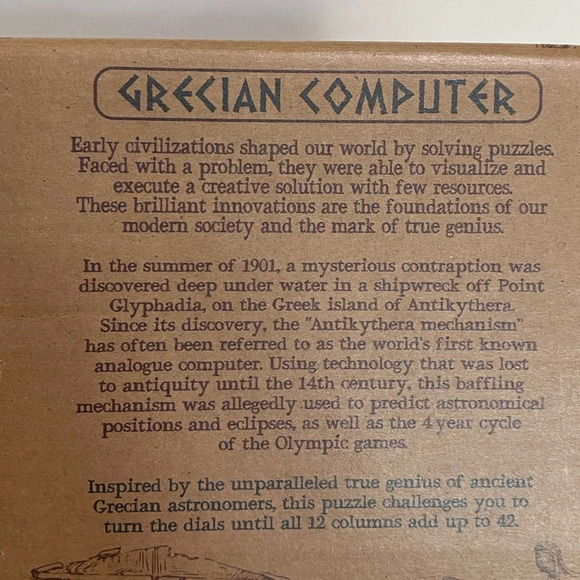 GRECIAN COMPUTER
Early civilizations shaped our world by solving puzzles.
Faced with a problem, they were able to visualize and
execute a creative solution with few resources.
These brilliant innovations are the foundations of our
modern society and the mark of true genius.
In the summer of 1901, a mysterious contraption was
discovered deep under water in a shipwreck off Point
Glyphadia, on the Greek island of Antikythera.
Since its discovery, the "Antikythera mechanism"
has often been referred to as the world's first known
analogue computer. Using technology that was lost
to antiquity until the 14th century, this baffling
mechanism was allegedly used to predict astronomical
positions and eclipses, as well as the 4 year cycle
of the Olympic games.
Inspired by the unparalleled true genius of ancient
Grecian astronomers, this puzzle challenges you to
turn the dials until all 12 columns add up to 42.